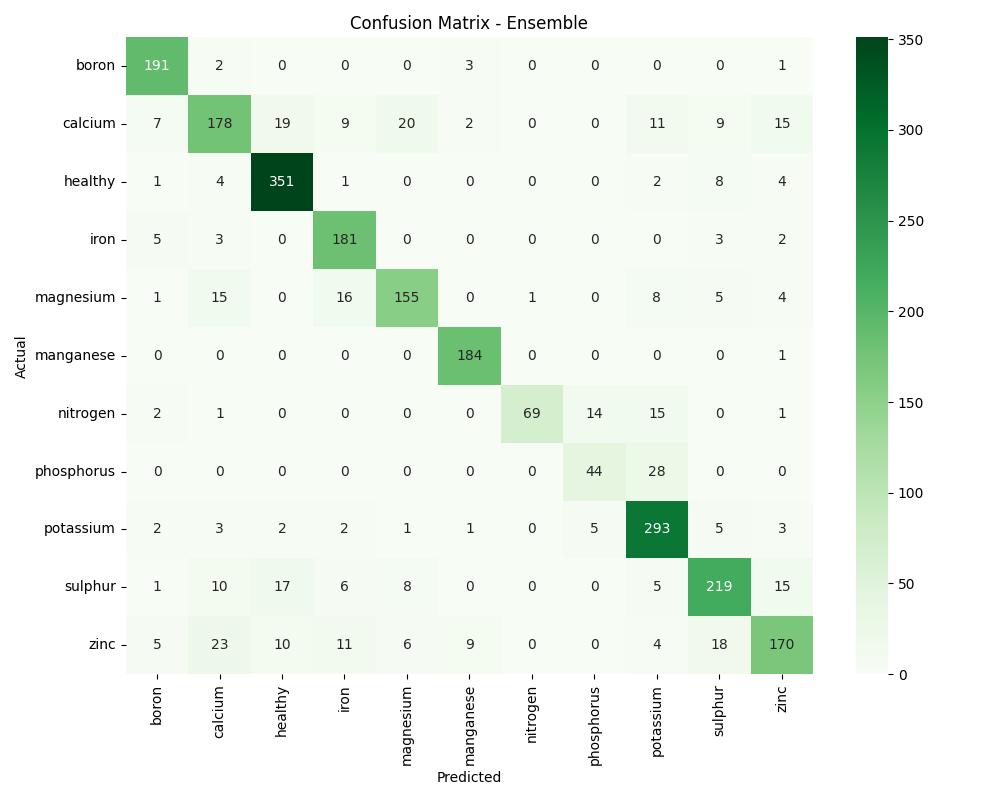 Confusion Matrix - Ensemble
Actual
boron 191 2 0 0 0 3 0 0 0 0 1
calcium 7 178 19 9 20 2 0 0 11 9 15
healthy 1 4 351 1 0 0 0 0 2 8 4
iron 5 3 0 181 0 0 0 0 0 3 2
magnesium 1 15 0 16 155 0 1 0 8 5 4
manganese 0 0 0 0 0 184 0 0 0 0 1
nitrogen 2 1 0 0 0 0 69 14 15 0 1
phosphorus 0 0 0 0 0 0 0 44 28 0 0
potassium 2 3 2 2 1 1 0 5 293 5 3
sulphur 1 10 17 6 8 0 0 0 5 219 15
zinc 5 23 10 11 6 9 0 0 4 18 170
boron calcium healthy iron magnesium manganese nitrogen phosphorus potassium sulphur zinc
Predicted
350
300
250
200
150
100
50
0